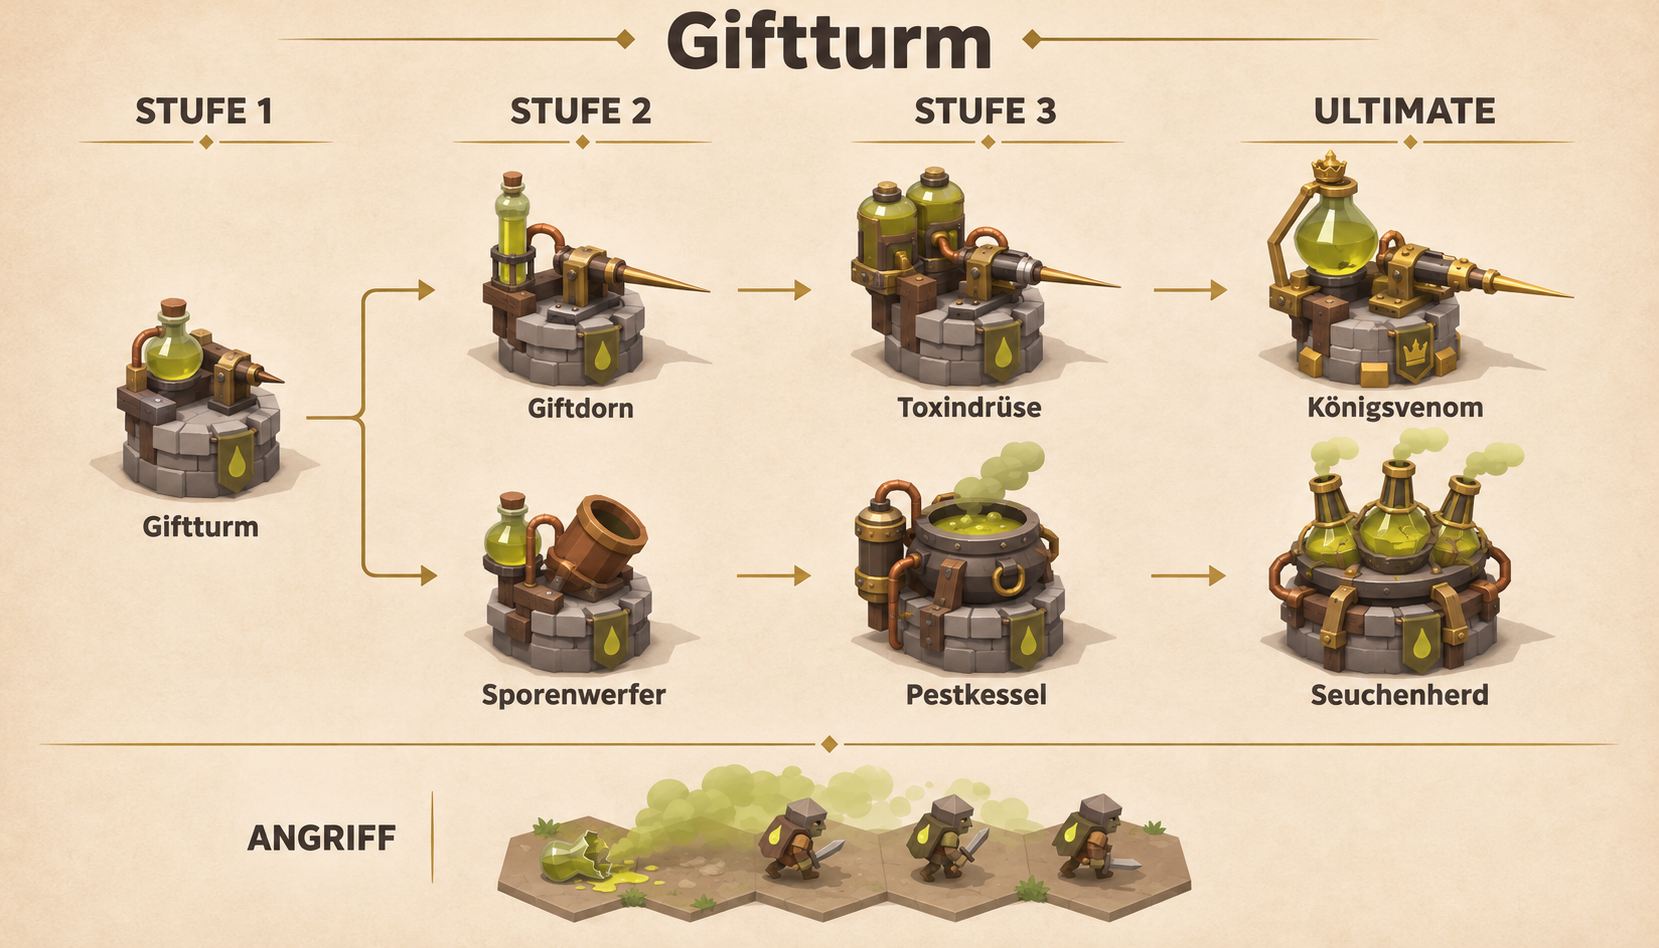 Giftturm
STUFE 1
STUFE 2
STUFE 3
ULTIMATE
Giftturm
Giftdorn
Toxindrüse
Königsvenom
Sporenwerfer
Pestkessel
Seuchenherd
ANGRIFF